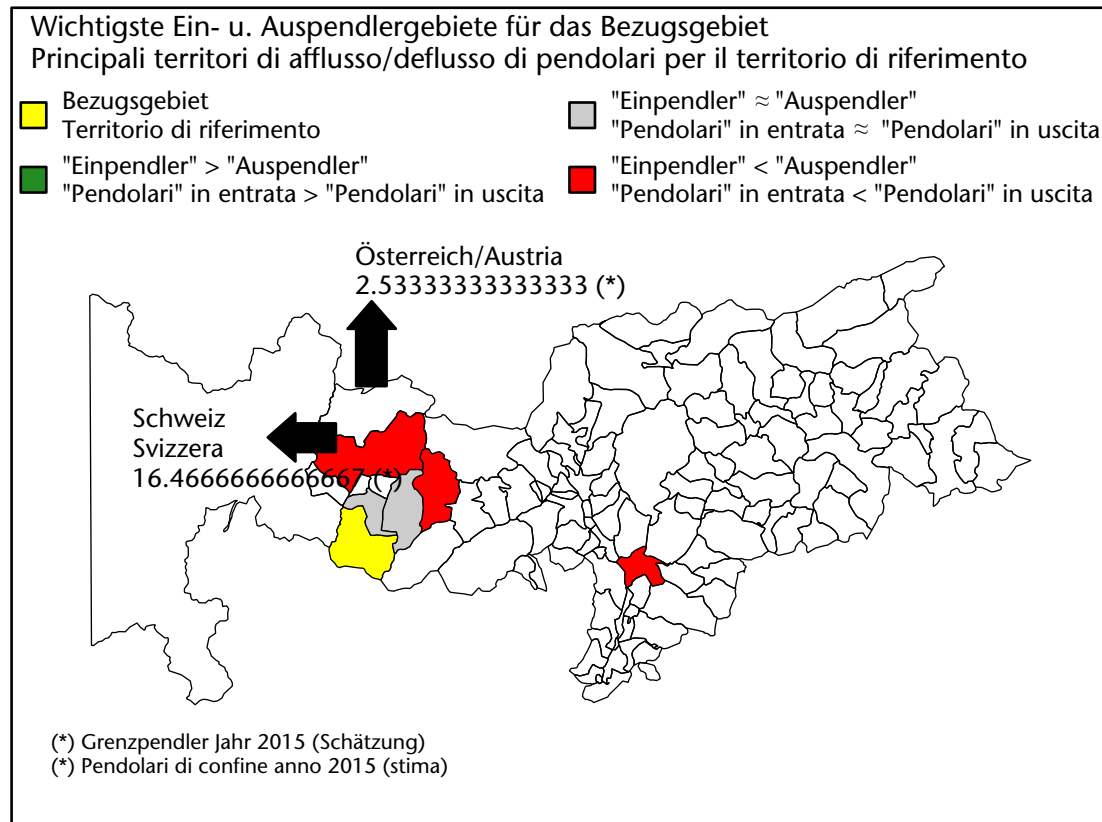 Wichtigste Ein- u. Auspendlergebiete für das Bezugsgebiet
Principali territori di afflusso/deflusso di pendolari per il territorio di riferimento
Bezugsgebiet
Territorio di riferimento
"Einpendler" > "Auspendler"
"Pendolari" in entrata > "Pendolari" in uscita
"Einpendler" ≈ "Auspendler"
"Pendolari" in entrata ≈ "Pendolari" in uscita
"Einpendler" < "Auspendler"
"Pendolari" in entrata < "Pendolari" in uscita
Österreich/Austria
2.53333333333333 (*)
Schweiz
Svizzera
16.4666666666667 (*)
(*) Grenzpendler Jahr 2015 (Schätzung)
(*) Pendolari di confine anno 2015 (stima)